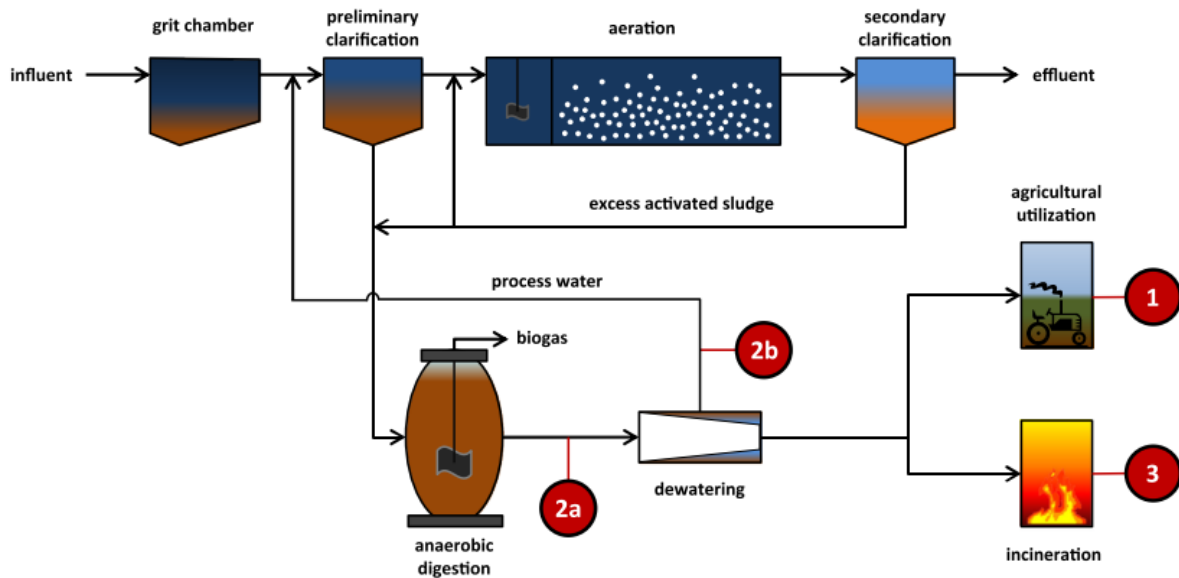 grit chamber
preliminary
clarification
aeration
secondary
clarification
influent
effluent
excess activated sludge
agricultural
utilization
process water
1
biogas
2b
dewatering
2a
3
anaerobic
digestion
incineration